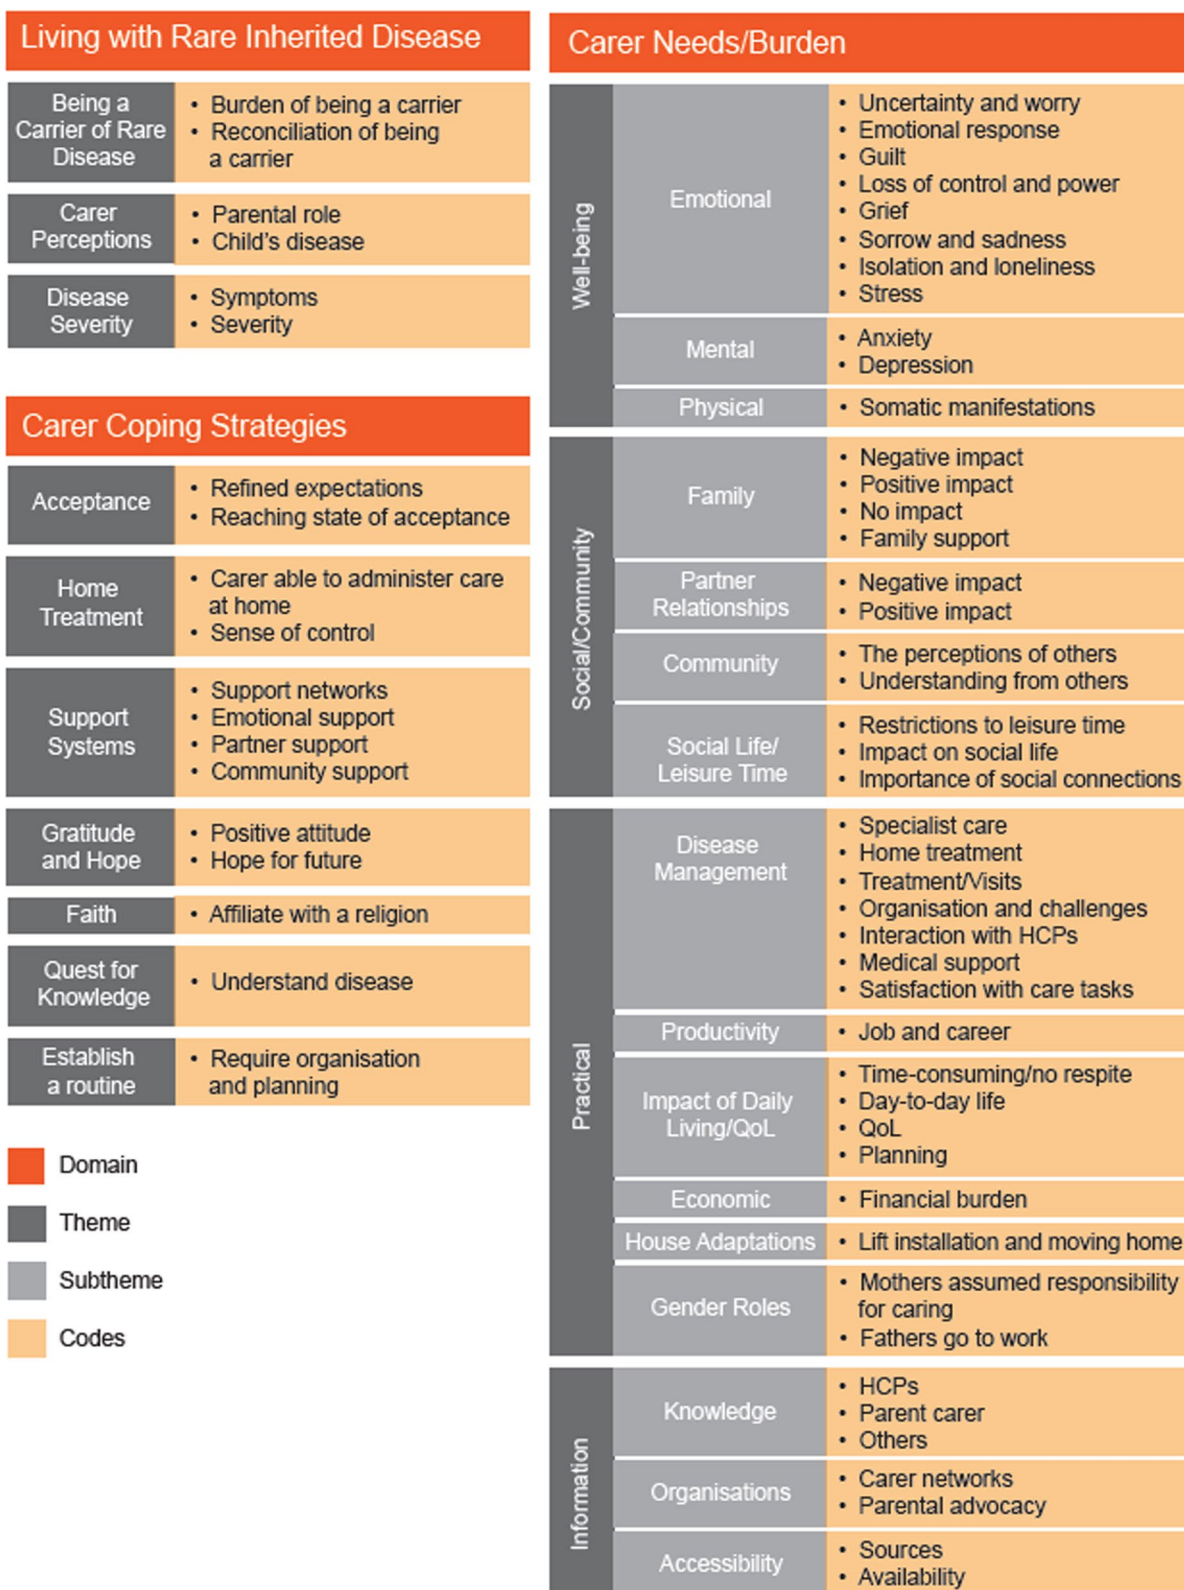 Living with Rare Inherited Disease
Being a
Carrier of Rare
Disease
• Burden of being a carrier
• Reconciliation of being
a carrier
Carer
Perceptions
• Parental role
• Child's disease
Disease
Severity
• Symptoms
• Severity
Carer Coping Strategies
Acceptance
• Refined expectations
• Reaching state of acceptance
Home
Treatment
• Carer able to administer care
at home
• Sense of control
Support
Systems
• Support networks
• Emotional support
• Partner support
• Community support
Gratitude
and Hope
• Positive attitude
• Hope for future
Faith
• Affiliate with a religion
Quest for
Knowledge
• Understand disease
Establish
a routine
• Require organisation
and planning
Domain
Theme
Subtheme
Codes
Carer Needs/Burden
Well-being
Emotional
• Uncertainty and worry
• Emotional response
• Guilt
• Loss of control and power
• Grief
• Sorrow and sadness
• Isolation and loneliness
• Stress
Mental
• Anxiety
• Depression
Physical
• Somatic manifestations
Social/Community
Family
• Negative impact
• Positive impact
• No impact
• Family support
Partner
Relationships
• Negative impact
• Positive impact
Community
• The perceptions of others
• Understanding from others
Social Life/
Leisure Time
• Restrictions to leisure time
• Impact on social life
• Importance of social connections
Practical
Disease
Management
• Specialist care
• Home treatment
• Treatment/Visits
• Organisation and challenges
• Interaction with HCPs
• Medical support
• Satisfaction with care tasks
Productivity
• Job and career
Impact of Daily
Living/QoL
• Time-consuming/no respite
• Day-to-day life
• QoL
• Planning
Economic
• Financial burden
House Adaptations
• Lift installation and moving home
Gender Roles
• Mothers assumed responsibility
for caring
• Fathers go to work
Information
Knowledge
• HCPs
• Parent carer
• Others
Organisations
• Carer networks
• Parental advocacy
Accessibility
• Sources
• Availability